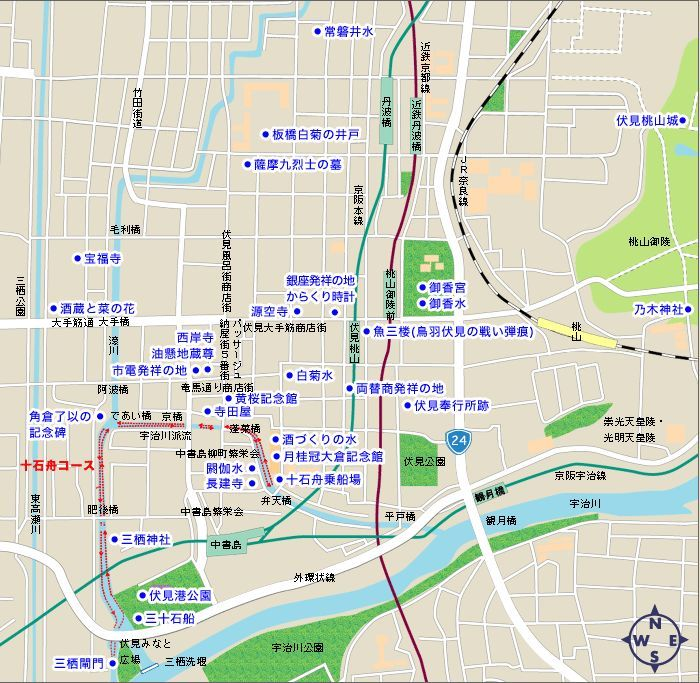 常磐井水
近鉄京都線
竹田街道
丹波橋
近鉄丹波橋
伏見桃山城
板橋白菊の井戸
薩摩九烈士の墓
JR奈良線
京阪本線
毛利橋
伏見風呂屋街商店街
桃山御陵
宝福寺
三栖公園
銀座発祥の地
からくり時計
桃山御陵前
御香宮
御香水
酒蔵と菜の花
源空寺
乃木神社
大手筋通
大手橋
伏見大手筋商店街
伏見桃山
魚三楼(鳥羽伏見の戦い弾痕)
桃山
濠川
西岸寺
油懸地蔵尊
市電発祥の地
納屋街5番街
パッサージュ
白菊水
阿波橋
竜馬通り商店街
両替商発祥の地
黄桜記念館
角倉了以の
記念碑
であい橋
京橋
寺田屋
伏見奉行所跡
蓬莱橋
宇治川派流
崇光天皇陵・
光明天皇陵
酒づくりの水
24
中書島柳町繁栄会
月桂冠大倉記念館
伏見公園
十石舟コース
閼伽水
十石舟乗船場
京阪宇治線
長建寺
弁天橋
観月橋
東高瀬川
肥後橋
中書島繁栄会
平戸橋
観月橋
宇治川
三栖神社
中書島
外環状線
伏見港公園
三十石船
伏見みなと
広場
宇治川公園
三栖閘門
三栖洗堰
N
W E
S